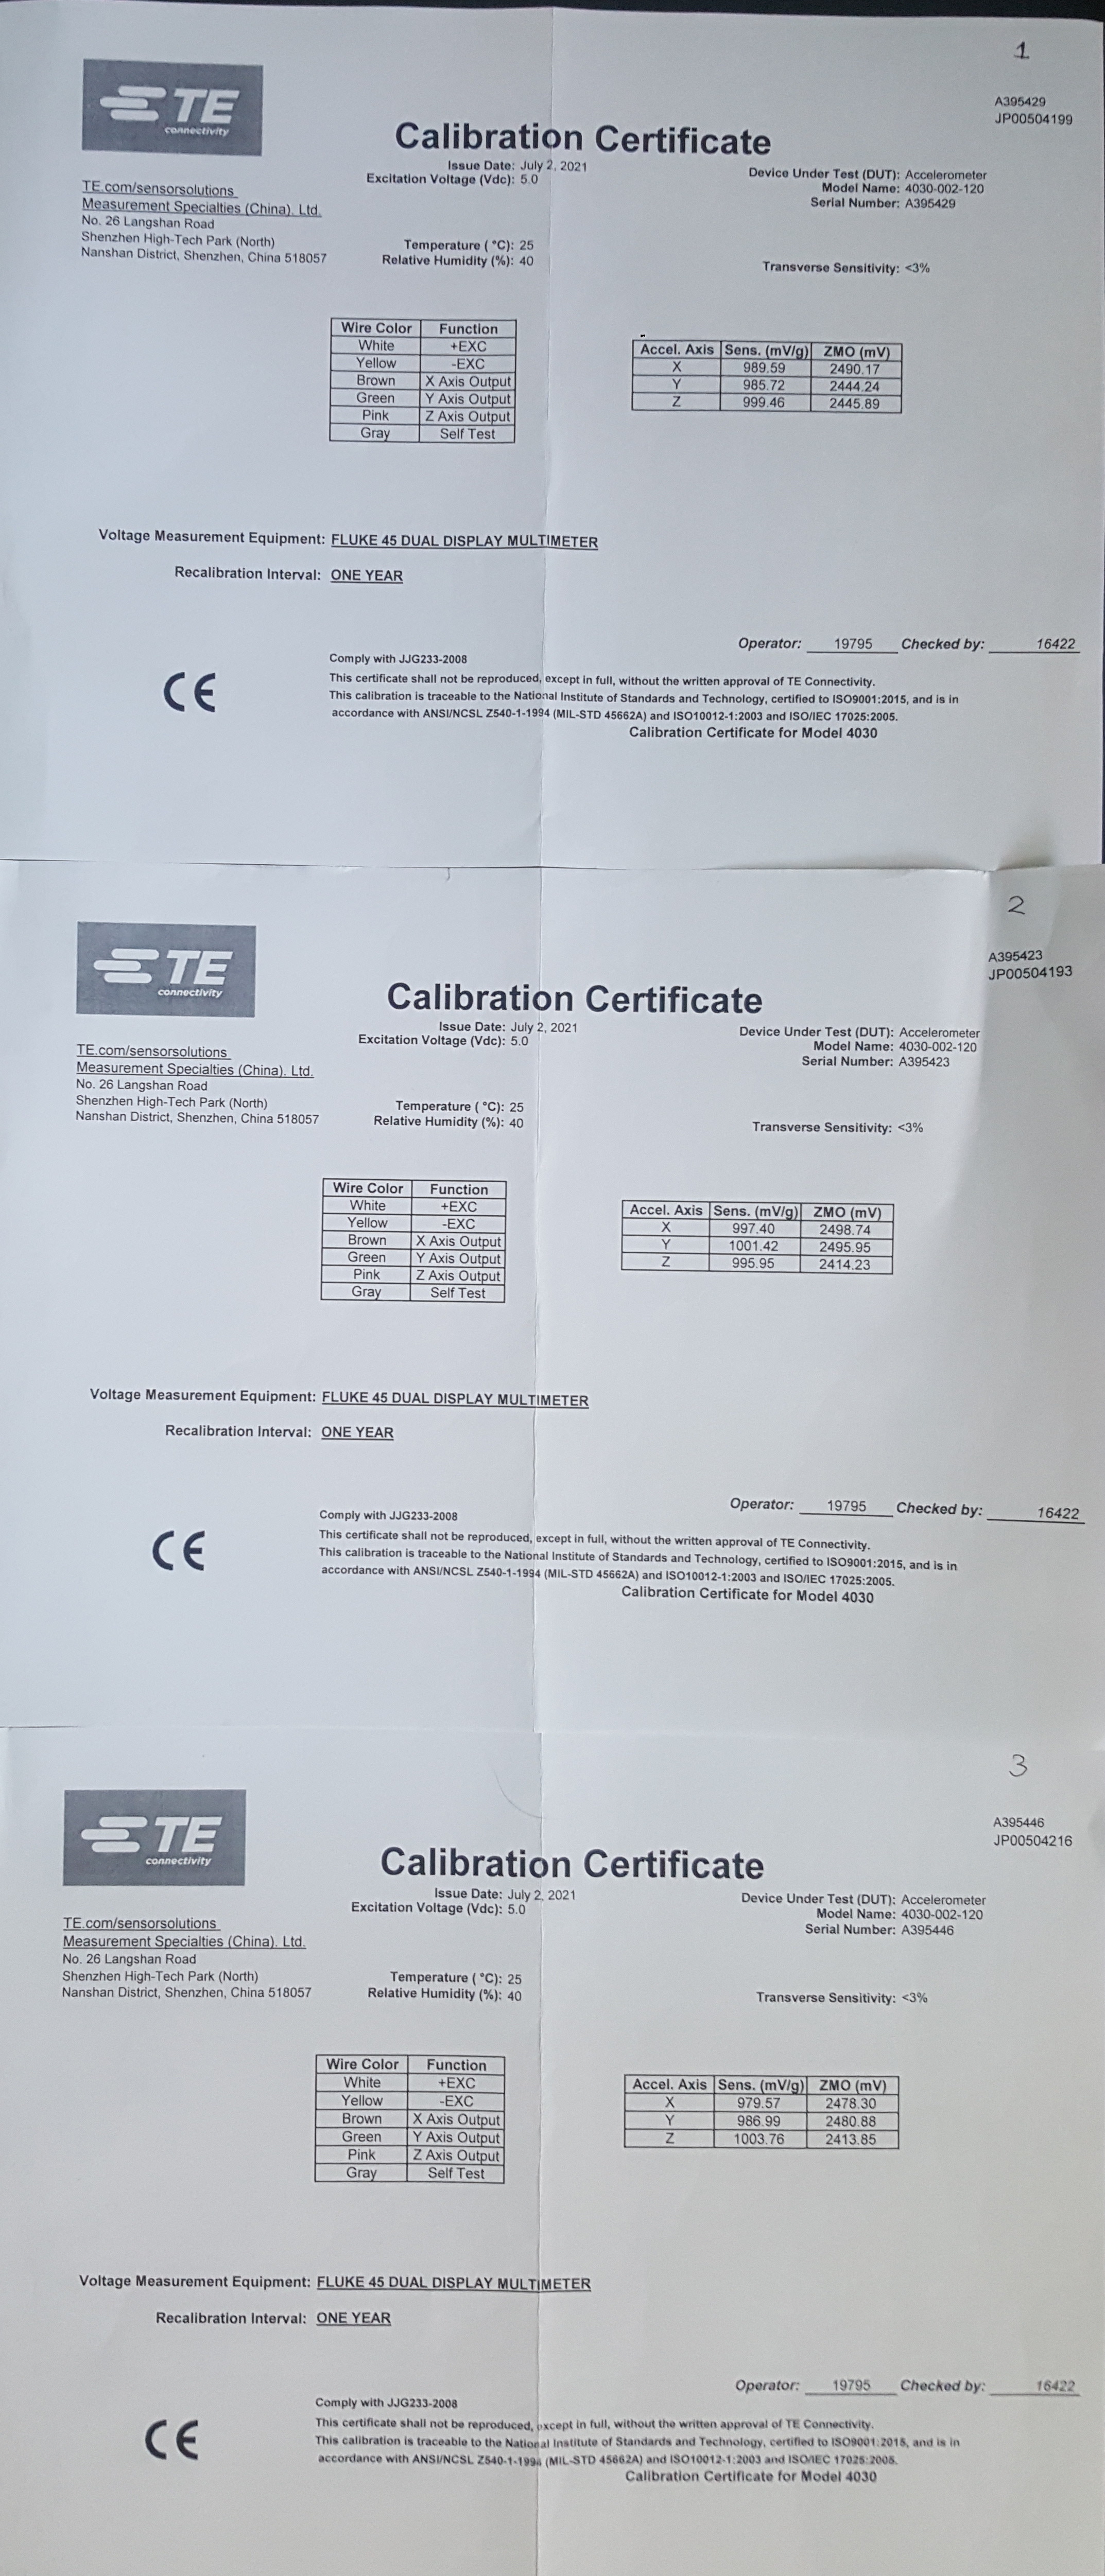 1
A395429
JP00504199
TE
connectivity
Calibration Certificate
Issue Date: July 2, 2021
Excitation Voltage (Vdc): 5.0
Device Under Test (DUT): Accelerometer
Model Name: 4030-002-120
Serial Number: A395429
TE.com/sensorsolutions
Measurement Specialties (China). Ltd.
No. 26 Langshan Road
Shenzhen High-Tech Park (North)
Nanshan District, Shenzhen, China 518057
Temperature ( °C): 25
Relative Humidity (%): 40
Transverse Sensitivity: <3%
Wire Color Function
White +EXC
Yellow -EXC
Brown X Axis Output
Green Y Axis Output
Pink Z Axis Output
Gray Self Test
Accel. Axis Sens. (mV/g) ZMO (mV)
X 989.59 2490.17
Y 985.72 2444.24
Z 999.46 2445.89
Voltage Measurement Equipment: FLUKE 45 DUAL DISPLAY MULTIMETER
Recalibration Interval: ONE YEAR
Operator: 19795 Checked by: 16422
CE
Comply with JJG233-2008
This certificate shall not be reproduced, except in full, without the written approval of TE Connectivity.
This calibration is traceable to the National Institute of Standards and Technology, certified to ISO9001:2015, and is in
accordance with ANSI/NCSL Z540-1-1994 (MIL-STD 45662A) and ISO10012-1:2003 and ISO/IEC 17025:2005.
Calibration Certificate for Model 4030
2
A395423
JP00504193
TE
connectivity
Calibration Certificate
Issue Date: July 2, 2021
Excitation Voltage (Vdc): 5.0
Device Under Test (DUT): Accelerometer
Model Name: 4030-002-120
Serial Number: A395423
TE.com/sensorsolutions
Measurement Specialties (China). Ltd.
No. 26 Langshan Road
Shenzhen High-Tech Park (North)
Nanshan District, Shenzhen, China 518057
Temperature ( °C): 25
Relative Humidity (%): 40
Transverse Sensitivity: <3%
Wire Color Function
White +EXC
Yellow -EXC
Brown X Axis Output
Green Y Axis Output
Pink Z Axis Output
Gray Self Test
Accel. Axis Sens. (mV/g) ZMO (mV)
X 997.40 2498.74
Y 1001.42 2495.95
Z 995.95 2414.23
Voltage Measurement Equipment: FLUKE 45 DUAL DISPLAY MULTIMETER
Recalibration Interval: ONE YEAR
Operator: 19795 Checked by: 16422
CE
Comply with JJG233-2008
This certificate shall not be reproduced, except in full, without the written approval of TE Connectivity.
This calibration is traceable to the National Institute of Standards and Technology, certified to ISO9001:2015, and is in
accordance with ANSI/NCSL Z540-1-1994 (MIL-STD 45662A) and ISO10012-1:2003 and ISO/IEC 17025:2005.
Calibration Certificate for Model 4030
3
A395446
JP00504216
TE
connectivity
Calibration Certificate
Issue Date: July 2, 2021
Excitation Voltage (Vdc): 5.0
Device Under Test (DUT): Accelerometer
Model Name: 4030-002-120
Serial Number: A395446
TE.com/sensorsolutions
Measurement Specialties (China). Ltd.
No. 26 Langshan Road
Shenzhen High-Tech Park (North)
Nanshan District, Shenzhen, China 518057
Temperature ( °C): 25
Relative Humidity (%): 40
Transverse Sensitivity: <3%
Wire Color Function
White +EXC
Yellow -EXC
Brown X Axis Output
Green Y Axis Output
Pink Z Axis Output
Gray Self Test
Accel. Axis Sens. (mV/g) ZMO (mV)
X 979.57 2478.30
Y 986.99 2480.88
Z 1003.76 2413.85
Voltage Measurement Equipment: FLUKE 45 DUAL DISPLAY MULTIMETER
Recalibration Interval: ONE YEAR
Operator: 19795 Checked by: 16422
CE
Comply with JJG233-2008
This certificate shall not be reproduced, except in full, without the written approval of TE Connectivity.
This calibration is traceable to the National Institute of Standards and Technology, certified to ISO9001:2015, and is in
accordance with ANSI/NCSL Z540-1-1994 (MIL-STD 45662A) and ISO10012-1:2003 and ISO/IEC 17025:2005.
Calibration Certificate for Model 4030